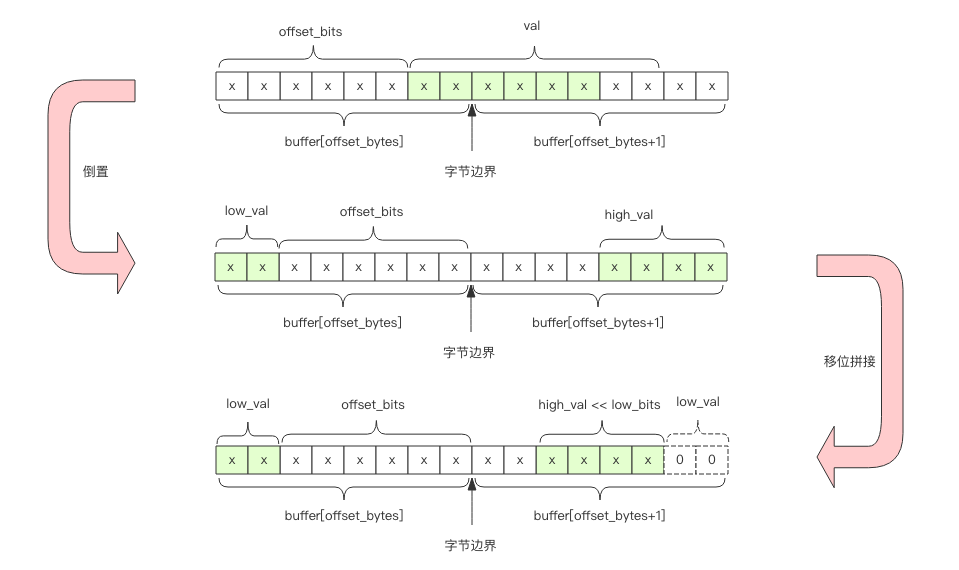 offset_bits val
x x x x x x x x x x x x x x x x
buffer[offset_bytes] buffer[offset_bytes+1]
字节边界
倒置
low_val offset_bits high_val
x x x x x x x x x x x x x x x x
buffer[offset_bytes] buffer[offset_bytes+1]
字节边界
移位拼接
low_val offset_bits high_val << low_bits low_val
x x x x x x x x x x x x x x 0 0
buffer[offset_bytes] buffer[offset_bytes+1]
字节边界